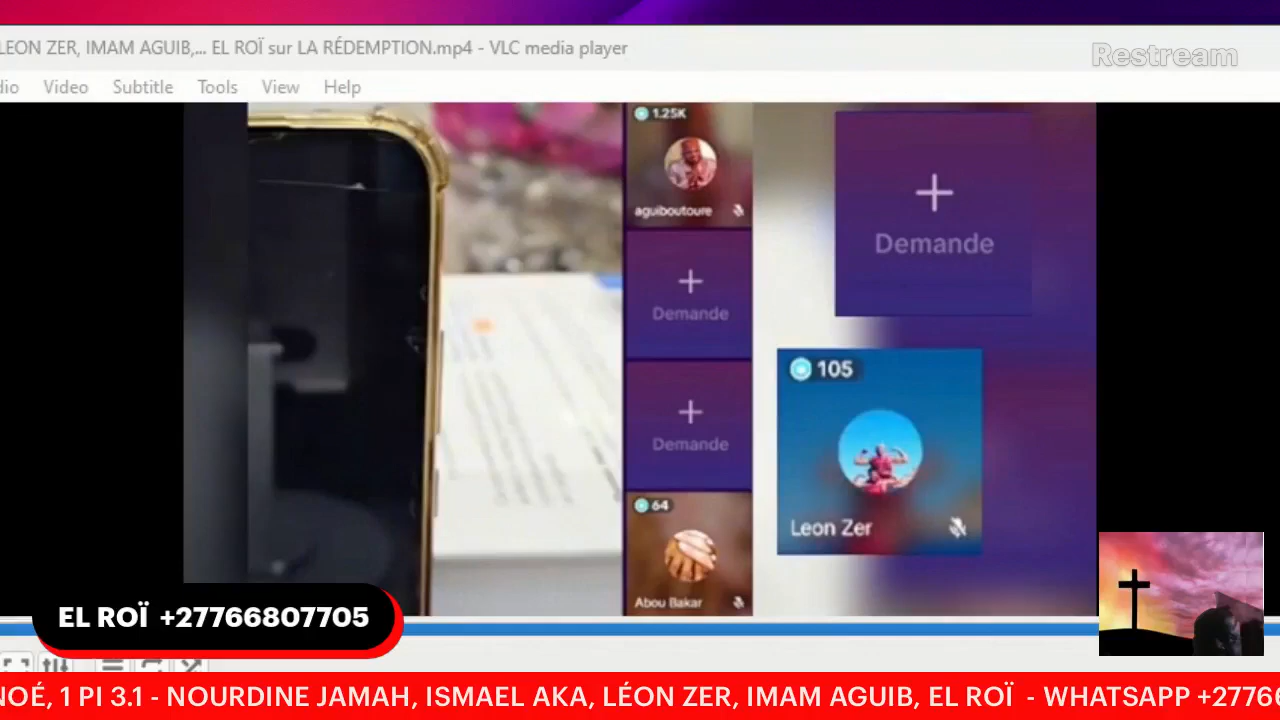 LEON ZER, IMAM AGUIB,... EL ROÏ sur LA RÉDEMPTION.mp4 - VLC media player
Restream
dio Video Subtitle Tools View Help
1.25K
aguiboutoure
Demande
Demande
Demande
105
Leon Zer
64
Abou Bakar
EL ROÏ +27766807705
NOÉ, 1 PI 3.1 - NOURDINE JAMAH, ISMAEL AKA, LÉON ZER, IMAM AGUIB, EL ROÏ - WHATSAPP +2776